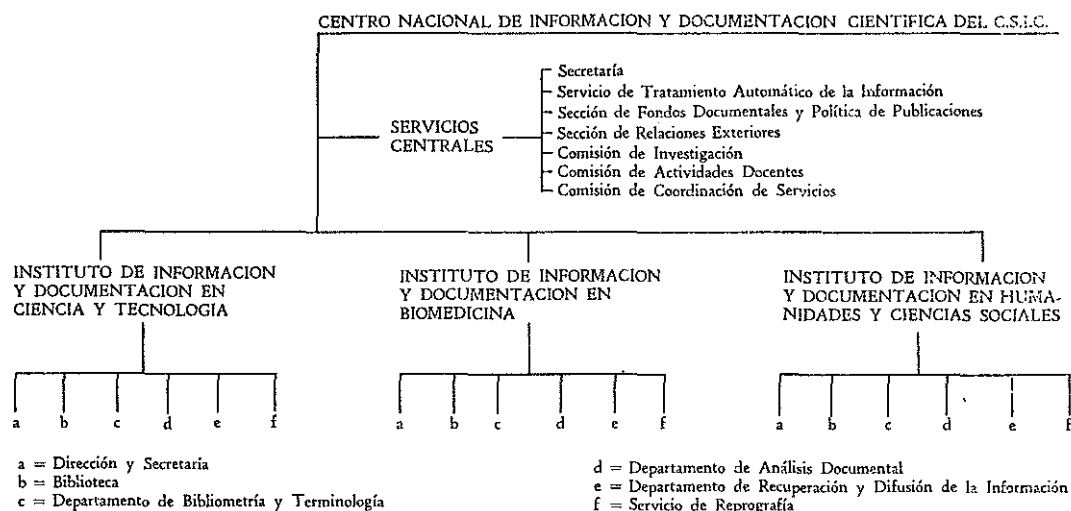 CENTRO NACIONAL DE INFORMACION Y DOCUMENTACION CIENTIFICA DEL C.S.I.C.
SERVICIOS
CENTRALES
Secretaría
Servicio de Tratamiento Automático de la Información
Sección de Fondos Documentales y Política de Publicaciones
Sección de Relaciones Exteriores
Comisión de Investigación
Comisión de Actividades Docentes
Comisión de Coordinación de Servicios
INSTITUTO DE INFORMACION
Y DOCUMENTACION EN
CIENCIA Y TECNOLOGIA
INSTITUTO DE INFORMACION
Y DOCUMENTACION EN
BIOMEDICINA
INSTITUTO DE INFORMACION
Y DOCUMENTACION EN HUMA-
NIDADES Y CIENCIAS SOCIALES
a b c d e f
a b c d e f
a b c d e f
a = Dirección y Secretaría
b = Biblioteca
c = Departamento de Bibliometría y Terminología
d = Departamento de Análisis Documental
e = Departamento de Recuperación y Difusión de la Información
f = Servicio de Reprografía